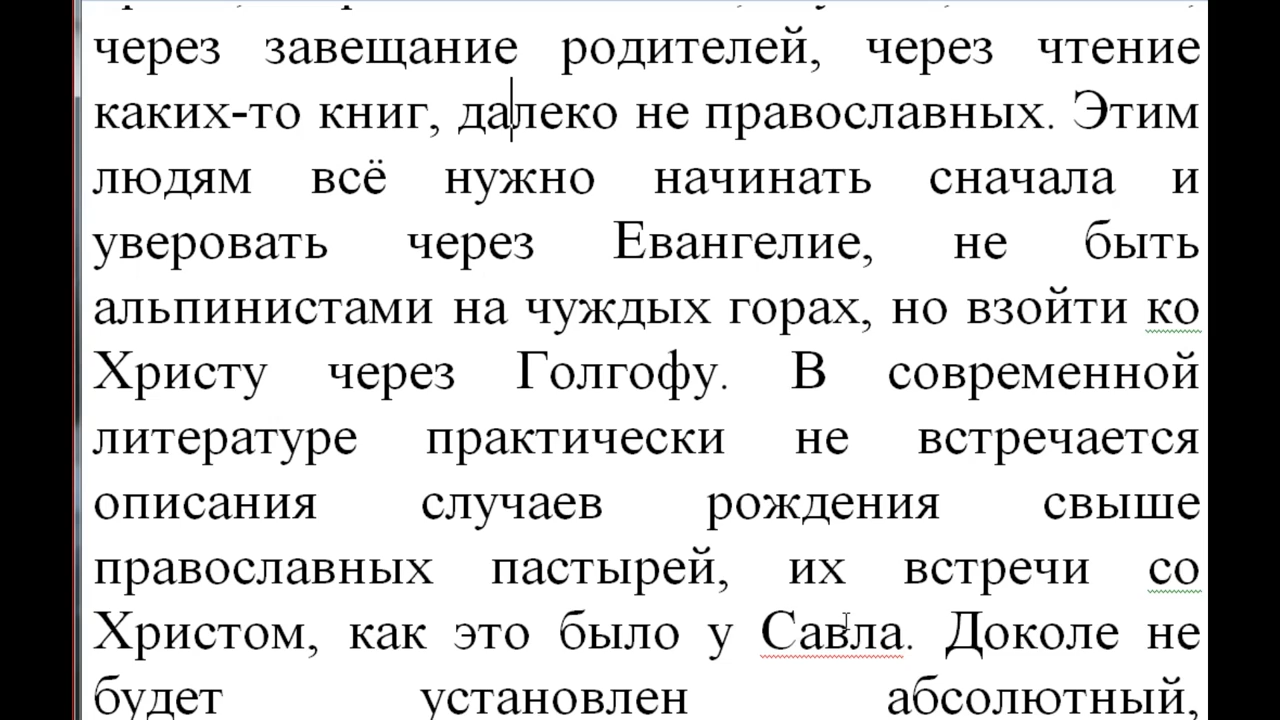 через завещание родителей, через чтение
каких-то книг, далеко не православных. Этим
людям всё нужно начинать сначала и
уверовать через Евангелие, не быть
альпинистами на чуждых горах, но взойти ко
Христу через Голгофу. В современной
литературе практически не встречается
описания случаев рождения свыше
православных пастырей, их встречи со
Христом, как это было у Савла. Доколе не
будет установлен абсолютный,